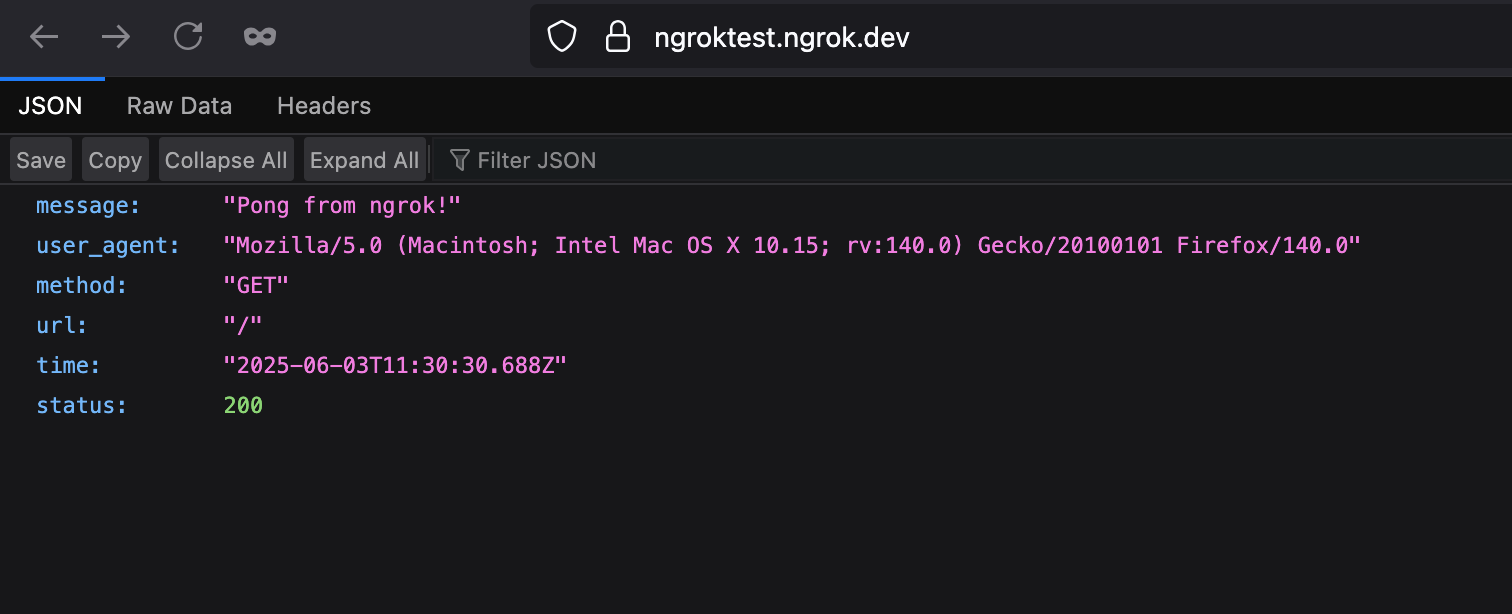 ngroktest.ngrok.dev
JSON Raw Data Headers
Save Copy Collapse All Expand All Filter JSON
message: "Pong from ngrok!"
user_agent: "Mozilla/5.0 (Macintosh; Intel Mac OS X 10.15; rv:140.0) Gecko/20100101 Firefox/140.0"
method: "GET"
url: "/"
time: "2025-06-03T11:30:30.688Z"
status: 200